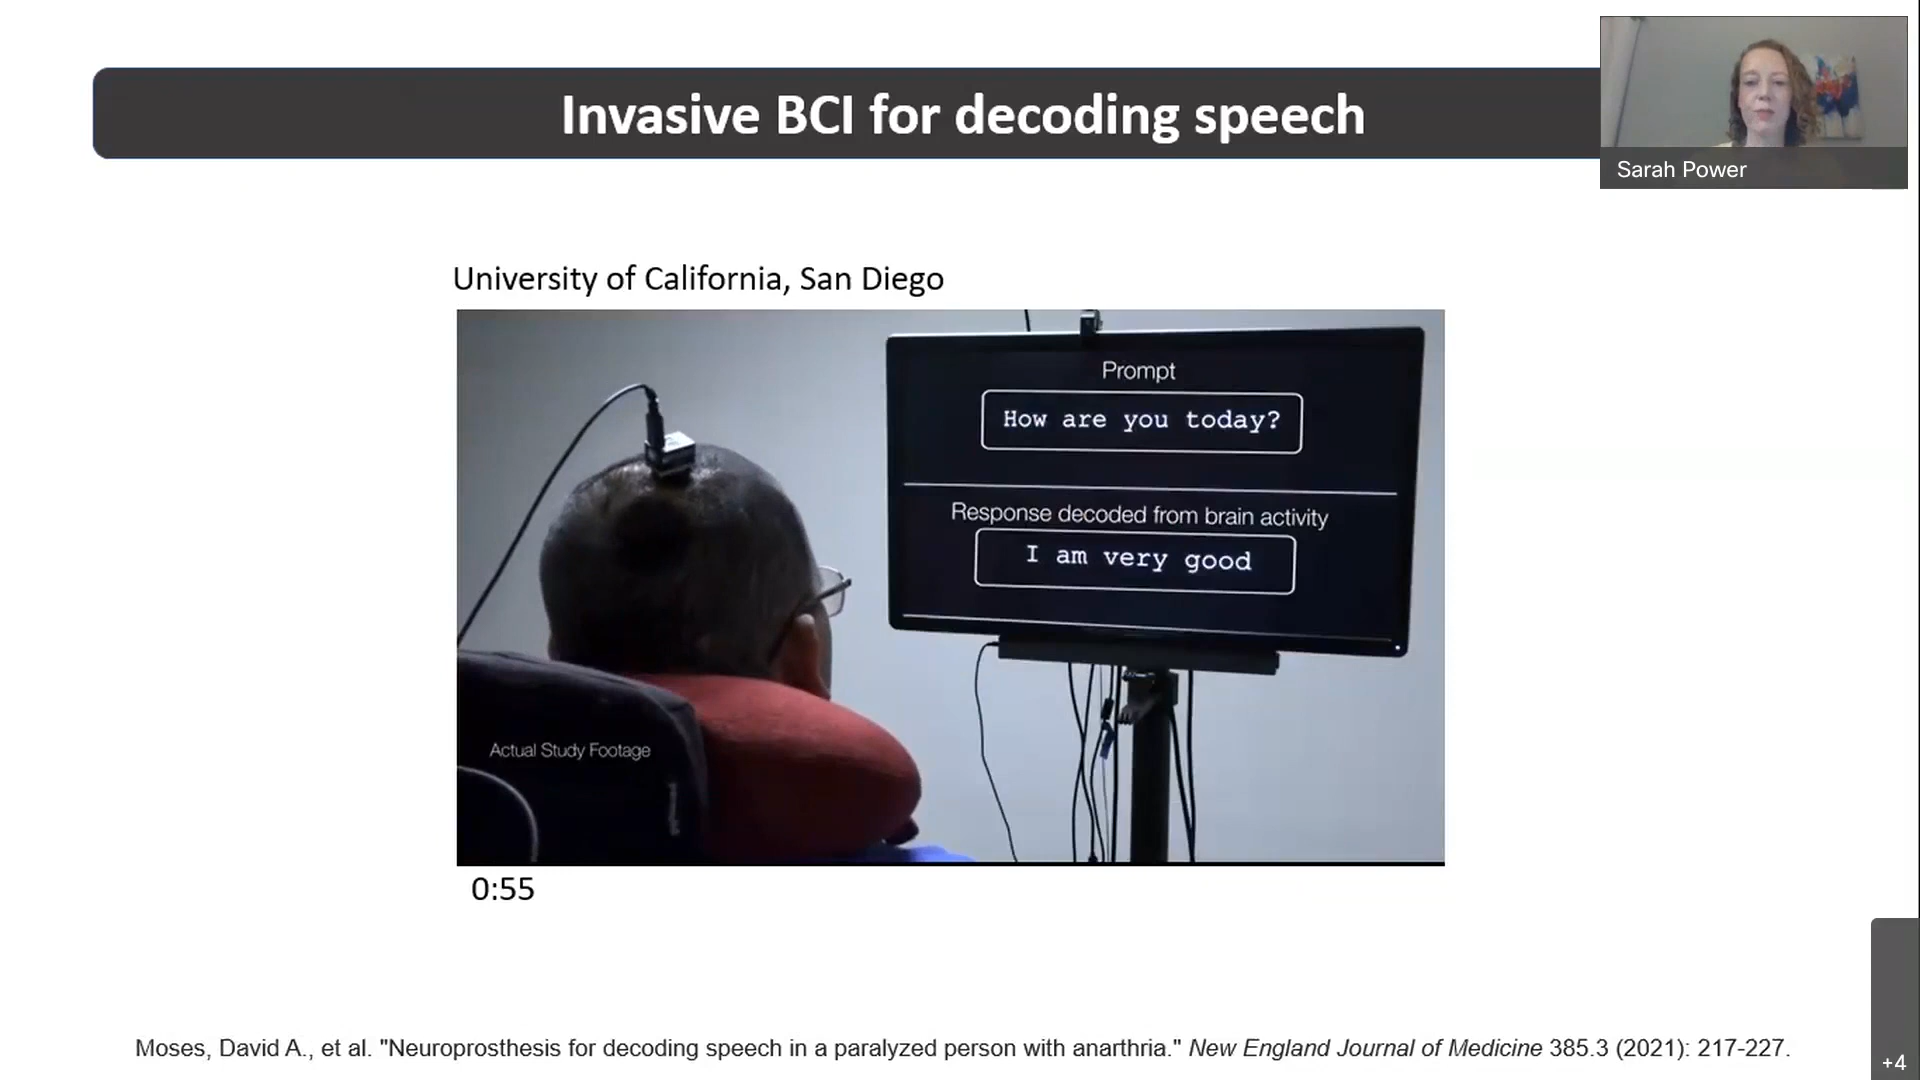 Invasive BCI for decoding speech
Sarah Power
University of California, San Diego
Prompt
How are you today?
Response decoded from brain activity
I am very good
Actual Study Footage
0:55
Moses, David A., et al. "Neuroprosthesis for decoding speech in a paralyzed person with anarthria." New England Journal of Medicine 385.3 (2021): 217-227.
+4